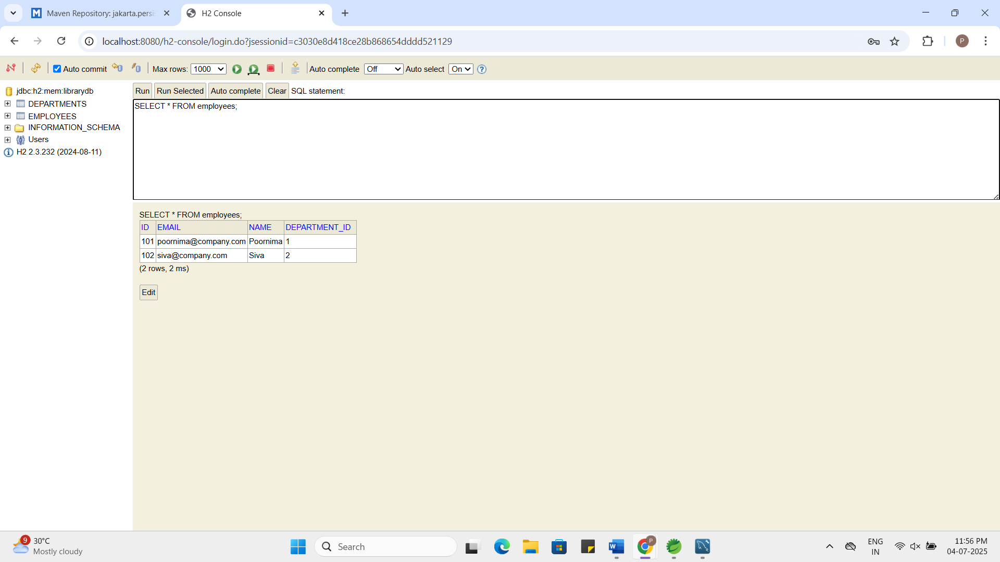 Maven Repository: jakarta.persis
H2 Console
localhost:8080/h2-console/login.do?jsessionid=c3030e8d418ce28b868654dddd521129
P
Auto commit Max rows: 1000 Auto complete Off Auto select On
jdbc:h2:mem:librarydb
DEPARTMENTS
EMPLOYEES
INFORMATION_SCHEMA
Users
H2 2.3.232 (2024-08-11)
Run Run Selected Auto complete Clear SQL statement:
SELECT * FROM employees;
SELECT * FROM employees;
ID EMAIL NAME DEPARTMENT_ID
101 poornima@company.com Poornima 1
102 siva@company.com Siva 2
(2 rows, 2 ms)
Edit
9
30°C
Mostly cloudy
Search
P
ENG
IN
11:56 PM
04-07-2025